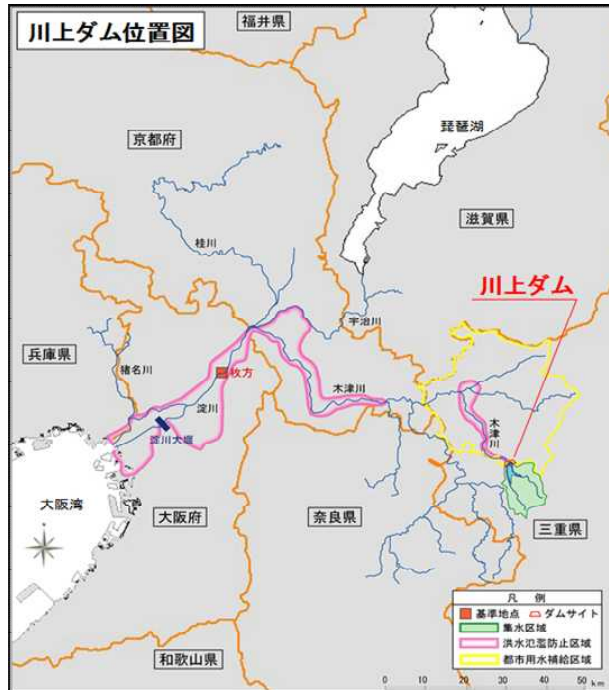 川上ダム位置図
福井県
琵琶湖
京都府
滋賀県
桂川
川上ダム
宇治川
兵庫県
猪名川
枚方
木津川
淀川
木津川
淀川大堰
大阪湾
大阪府
奈良県
三重県
和歌山県
凡 例
基準地点 ダムサイト
集水区域
洪水氾濫防止区域
都市用水補給区域
0 10 20 30 40 50 km